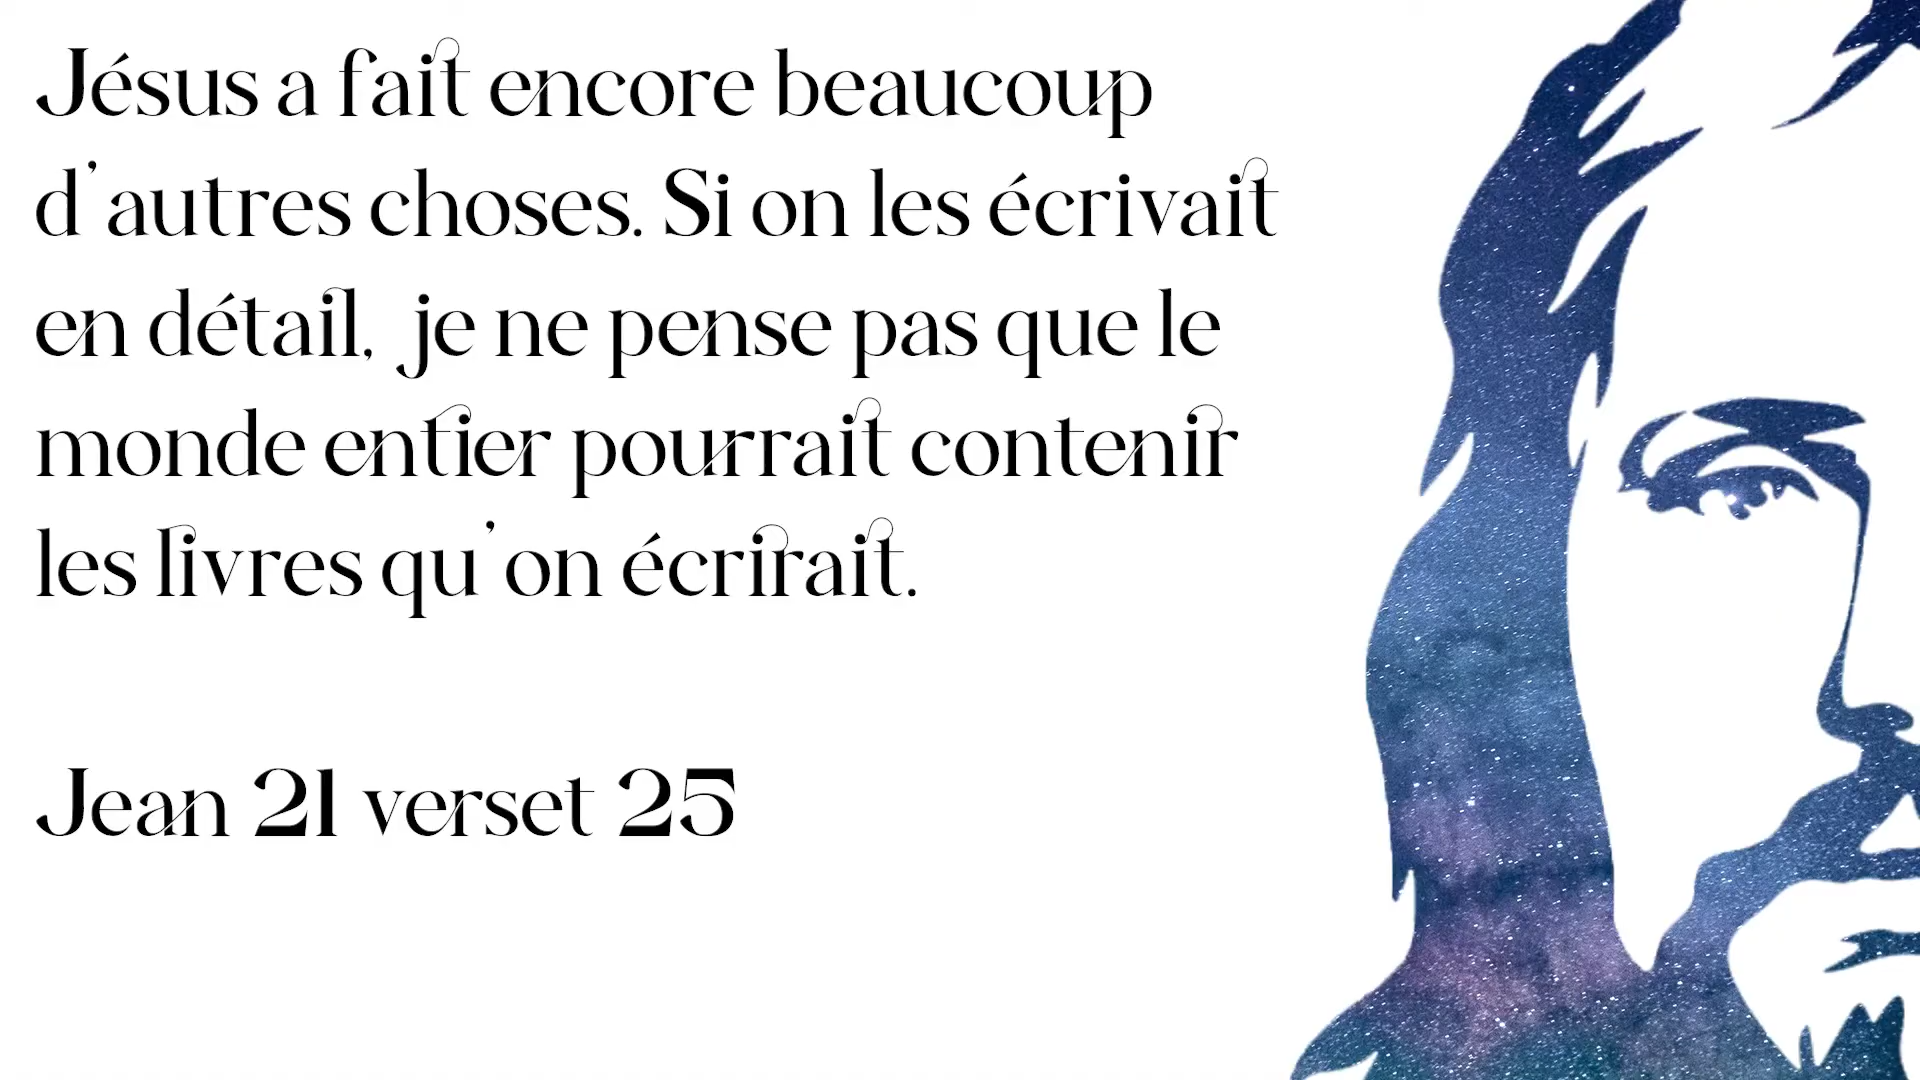 Jésus a fait encore beaucoup
d'autres choses. Si on les écrivait
en détail, je ne pense pas que le
monde entier pourrait contenir
les livres qu'on écrirait.
Jean 21 verset 25